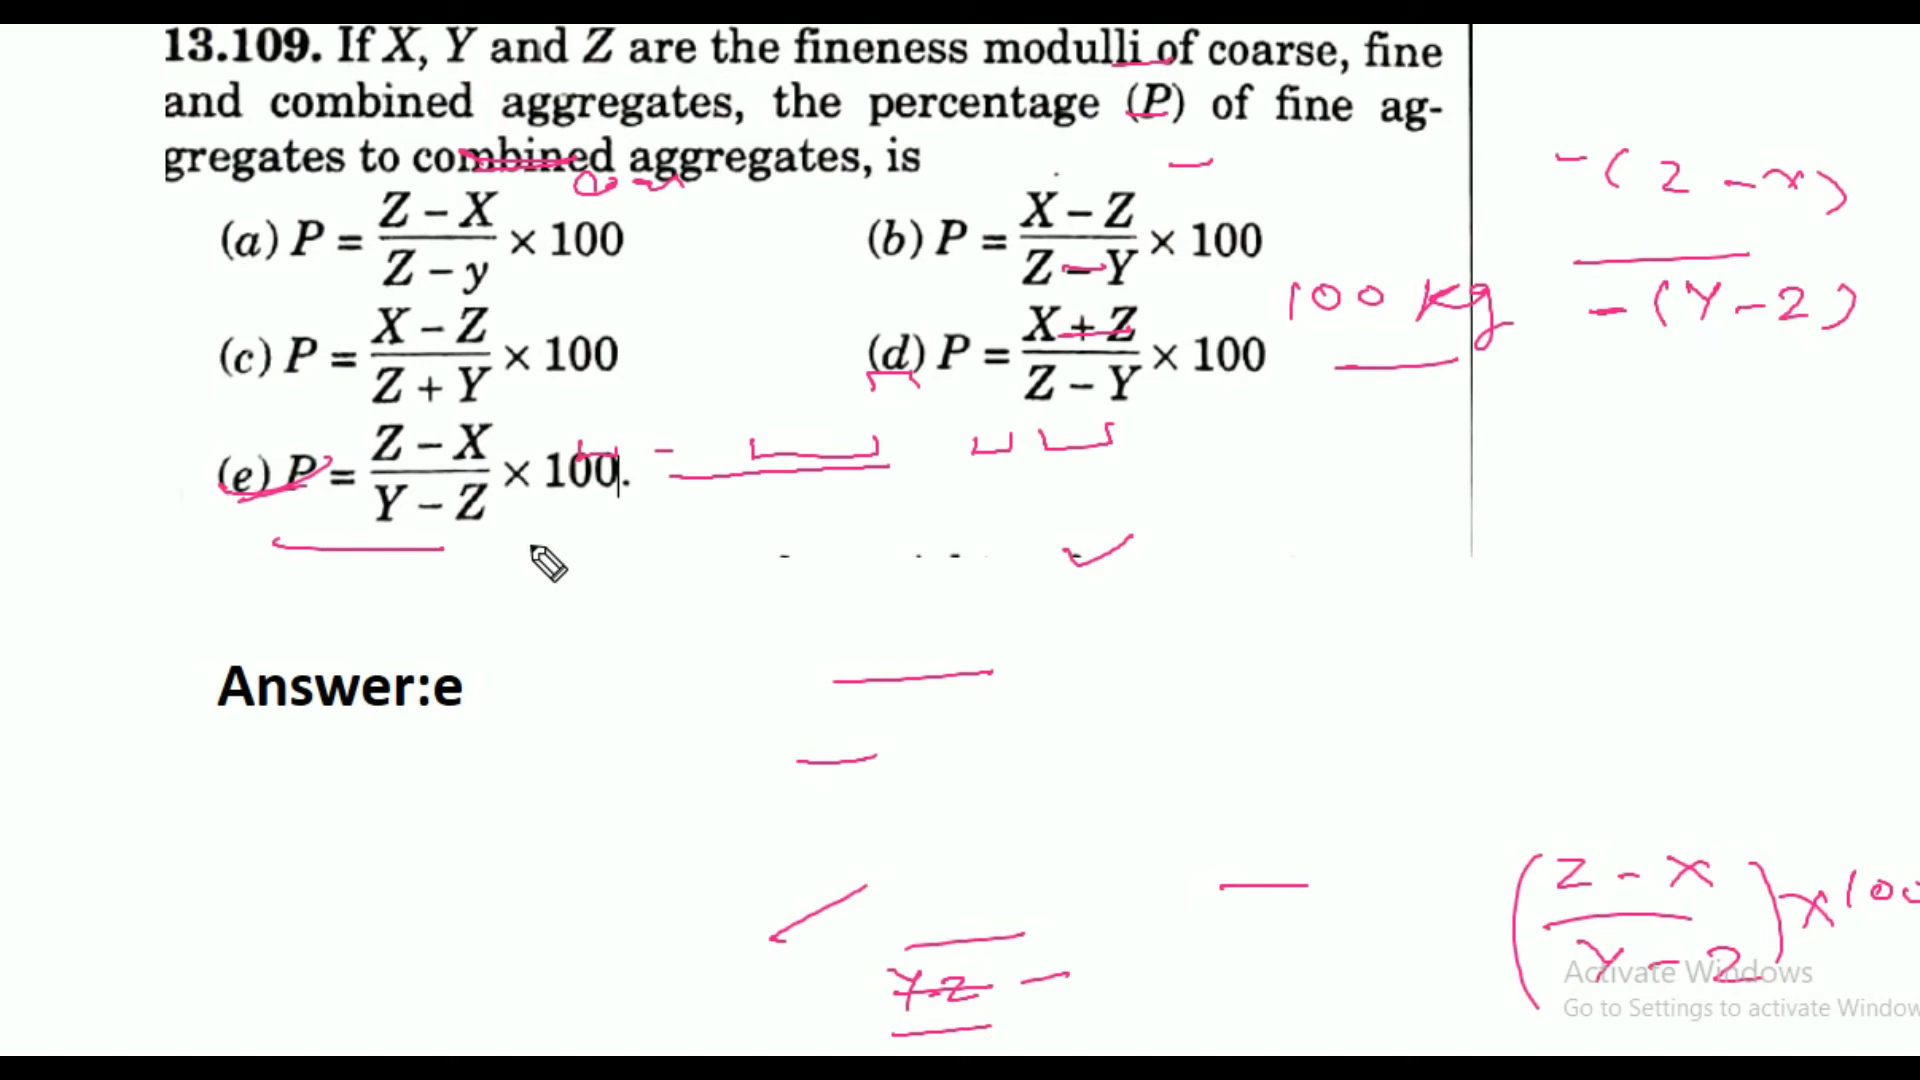 13.109. If X, Y and Z are the fineness modulli of coarse, fine
and combined aggregates, the percentage (P) of fine ag-
gregates to combined aggregates, is
(a) P = Z – X / Z – y × 100
(b) P = X – Z / Z – Y × 100
(c) P = X – Z / Z + Y × 100
(d) P = X + Z / Z – Y × 100
(e) P = Z – X / Y – Z × 100.
-(Z-x)
-(Y-Z)
100 kg
Answer:e
Y-Z
(Z-X / Y-Z) x 100
Activate Windows
Go to Settings to activate Window